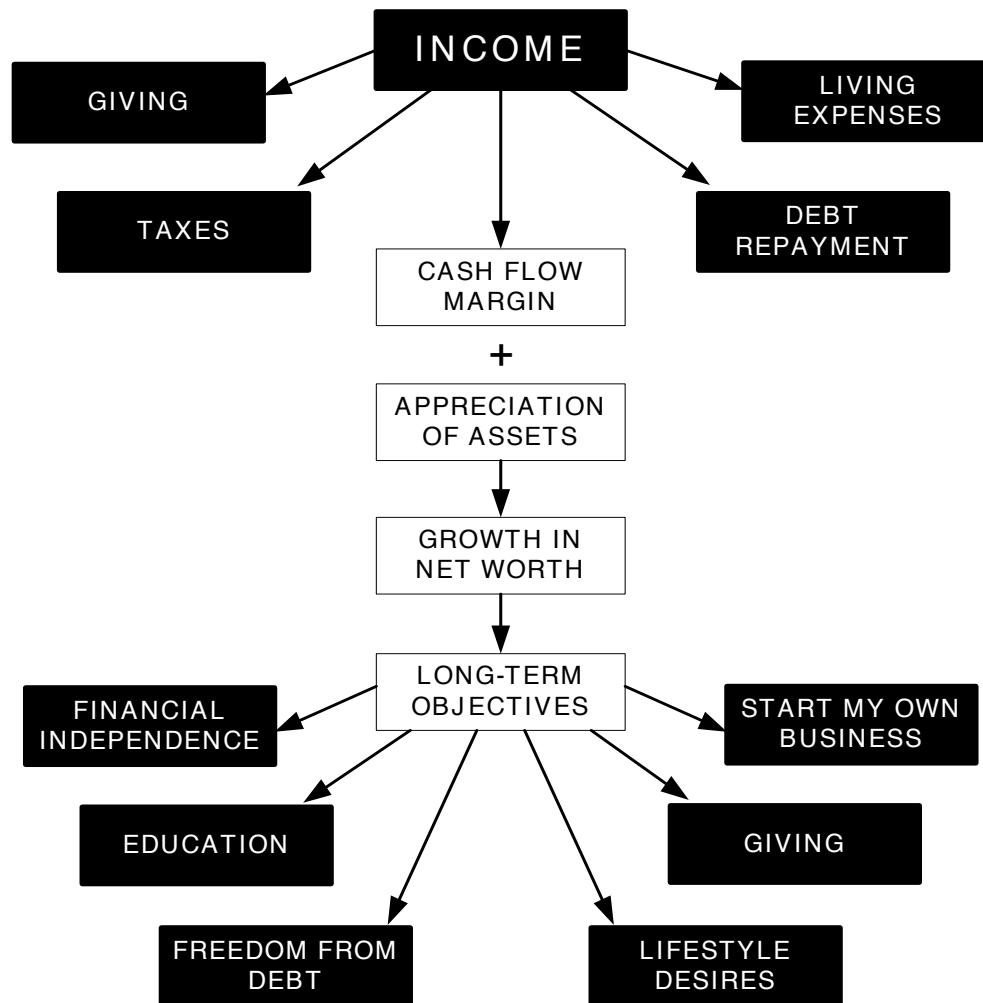 INCOME
GIVING
LIVING
EXPENSES
TAXES
DEBT
REPAYMENT
CASH FLOW
MARGIN
+
APPRECIATION
OF ASSETS
GROWTH IN
NET WORTH
LONG-TERM
OBJECTIVES
FINANCIAL
INDEPENDENCE
START MY OWN
BUSINESS
EDUCATION
GIVING
FREEDOM FROM
DEBT
LIFESTYLE
DESIRES